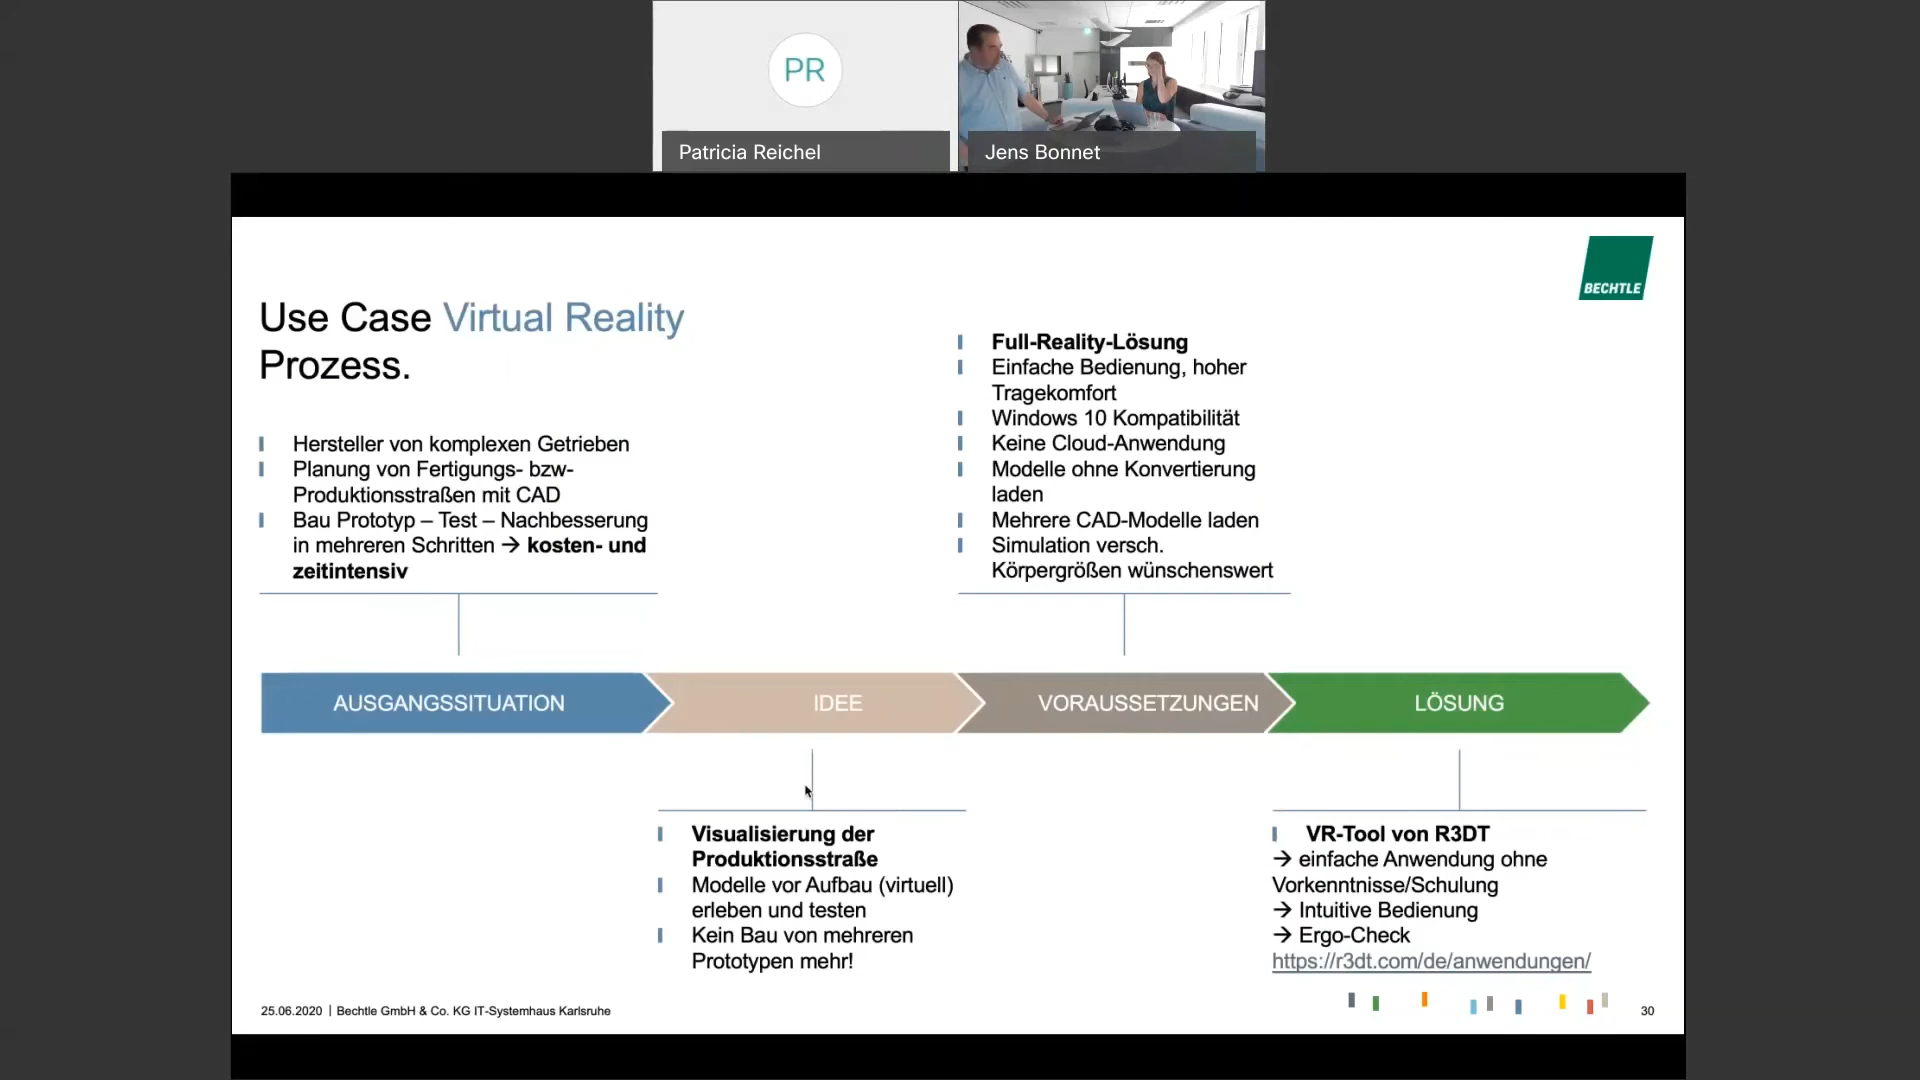 PR
Patricia Reichel
Jens Bonnet
BECHTLE
Use Case Virtual Reality
Prozess.
Hersteller von komplexen Getrieben
Planung von Fertigungs- bzw-
Produktionsstraßen mit CAD
Bau Prototyp – Test – Nachbesserung
in mehreren Schritten → kosten- und
zeitintensiv
Full-Reality-Lösung
Einfache Bedienung, hoher
Tragekomfort
Windows 10 Kompatibilität
Keine Cloud-Anwendung
Modelle ohne Konvertierung
laden
Mehrere CAD-Modelle laden
Simulation versch.
Körpergrößen wünschenswert
AUSGANGSSITUATION
IDEE
VORAUSSETZUNGEN
LÖSUNG
Visualisierung der
Produktionsstraße
Modelle vor Aufbau (virtuell)
erleben und testen
Kein Bau von mehreren
Prototypen mehr!
VR-Tool von R3DT
→ einfache Anwendung ohne
Vorkenntnisse/Schulung
→ Intuitive Bedienung
→ Ergo-Check
https://r3dt.com/de/anwendungen/
25.06.2020 | Bechtle GmbH & Co. KG IT-Systemhaus Karlsruhe
30